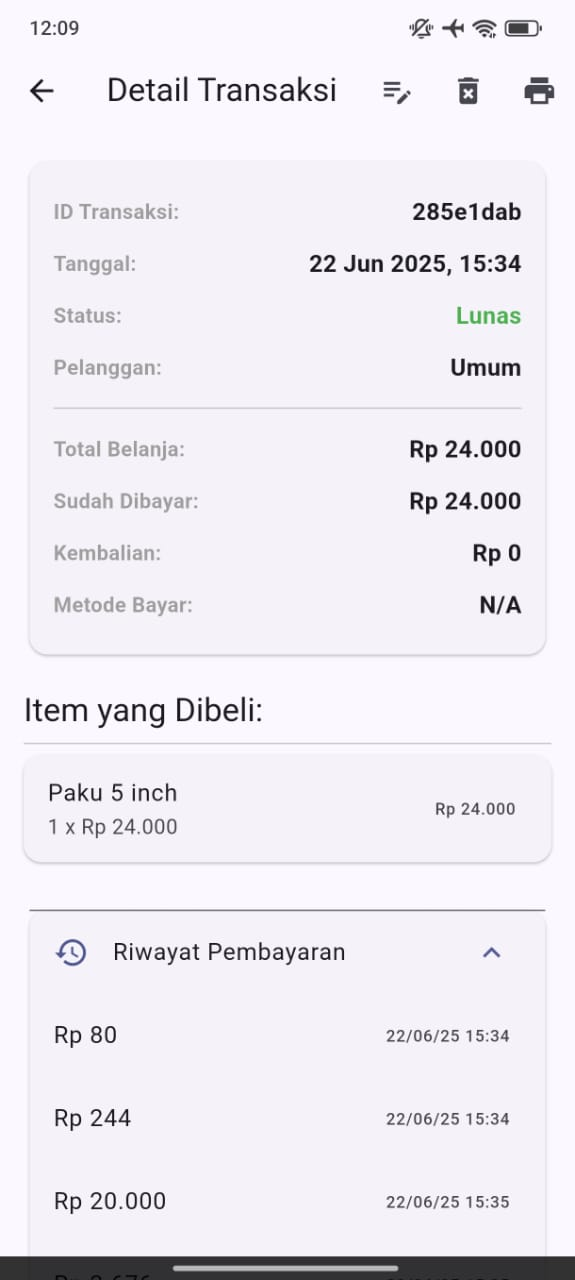 12:09
Detail Transaksi
ID Transaksi: 285e1dab
Tanggal: 22 Jun 2025, 15:34
Status: Lunas
Pelanggan: Umum
Total Belanja: Rp 24.000
Sudah Dibayar: Rp 24.000
Kembalian: Rp 0
Metode Bayar: N/A
Item yang Dibeli:
Paku 5 inch
1 x Rp 24.000 Rp 24.000
Riwayat Pembayaran
Rp 80 22/06/25 15:34
Rp 244 22/06/25 15:34
Rp 20.000 22/06/25 15:35